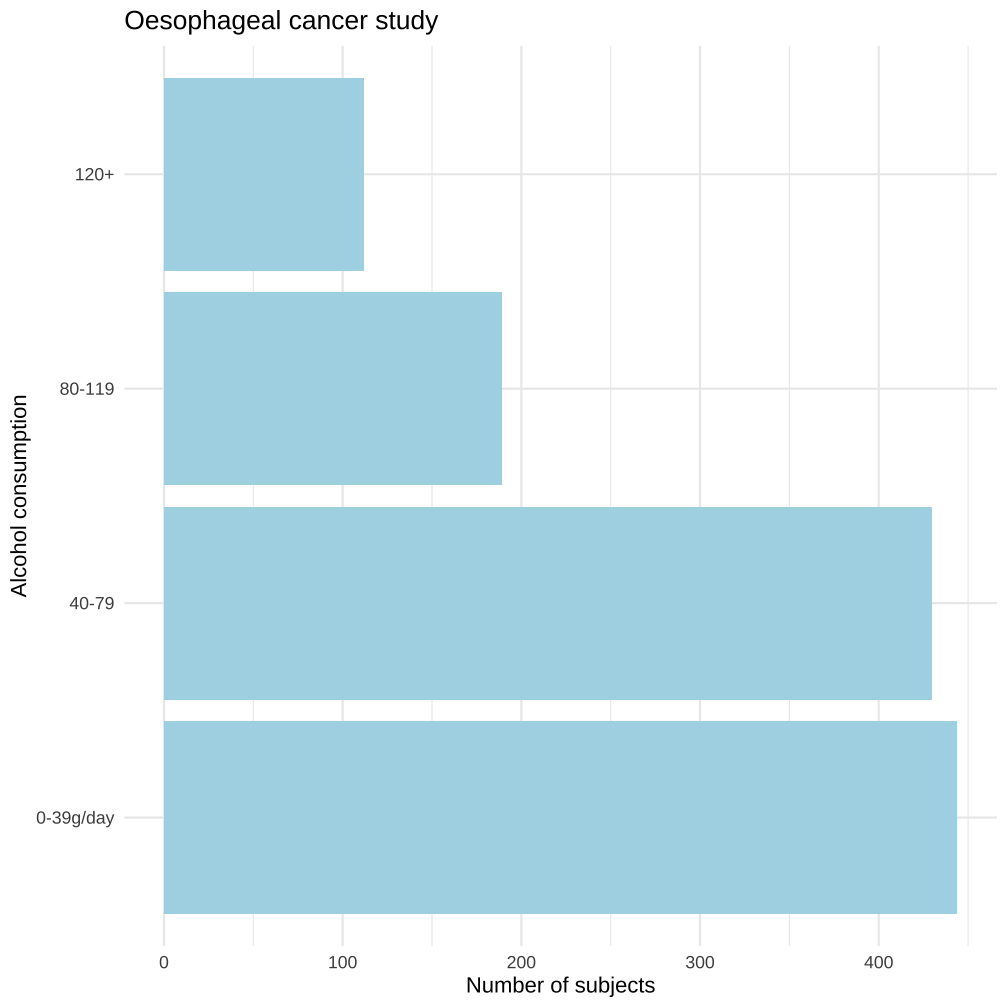 Oesophageal cancer study
Alcohol consumption
120+
80-119
40-79
0-39g/day
0 100 200 300 400
Number of subjects